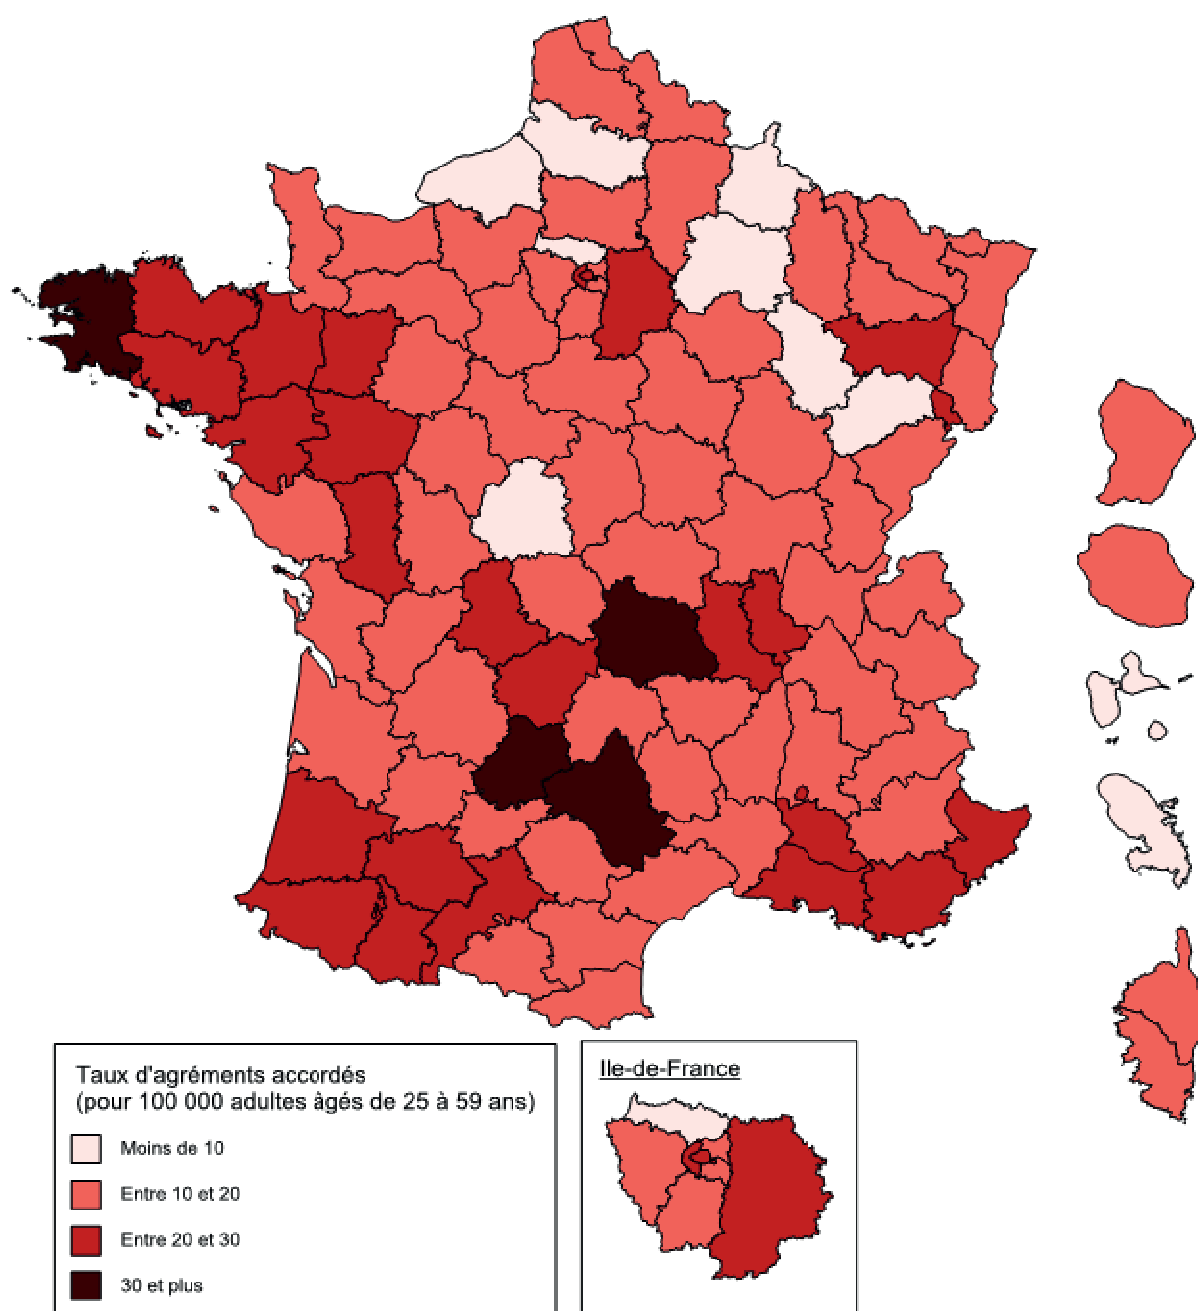 Taux d'agréments accordés
(pour 100 000 adultes àgés de 25 à 59 ans)
Moins de 10
Entre 10 et 20
Entre 20 et 30
30 et plus
Ile-de-France